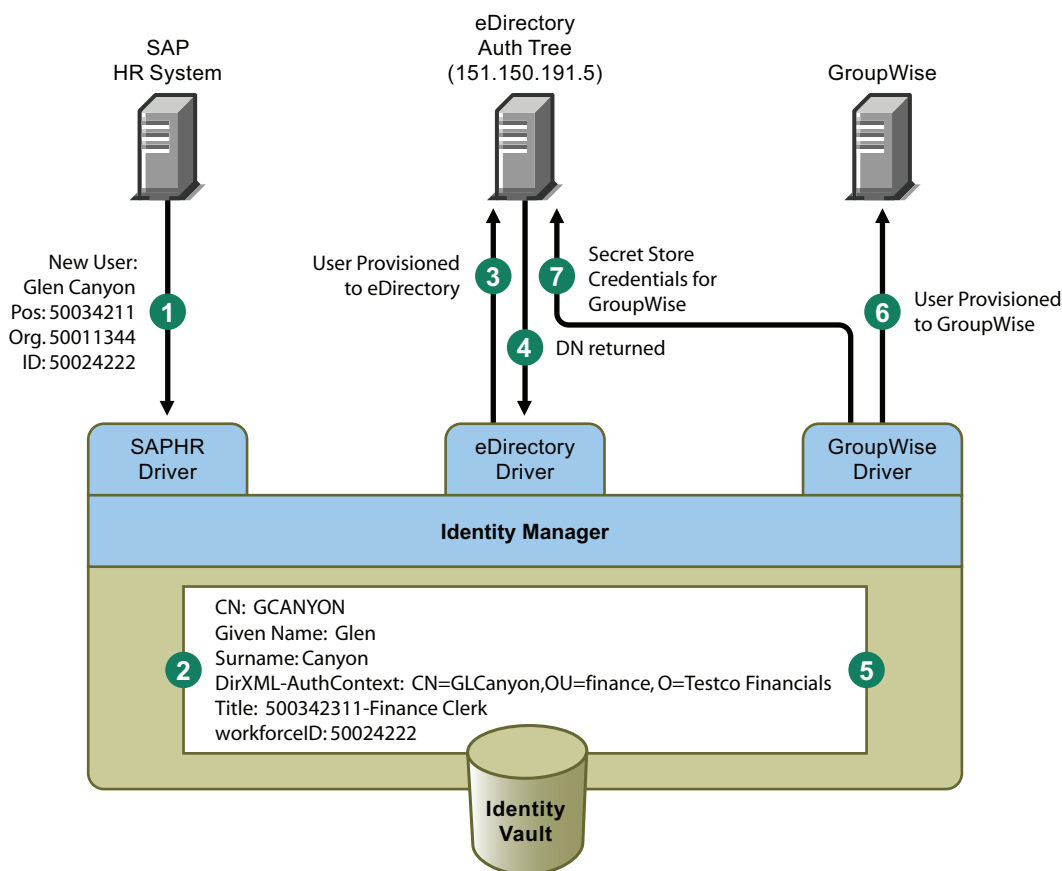 SAP
HR System
eDirectory
Auth Tree
(151.150.191.5)
GroupWise
New User:
Glen Canyon
Pos: 50034211
Org. 50011344
ID: 50024222
1
User Provisioned
to eDirectory
3
4
DN returned
7
Secret Store
Credentials for
GroupWise
6
User Provisioned
to GroupWise
SAPHR
Driver
eDirectory
Driver
GroupWise
Driver
Identity Manager
2
CN: GCANYON
Given Name: Glen
Surname: Canyon
DirXML-AuthContext: CN=GLCanyon,OU=finance, O=Testco Financials
Title: 500342311-Finance Clerk
workforceID: 50024222
5
Identity
Vault